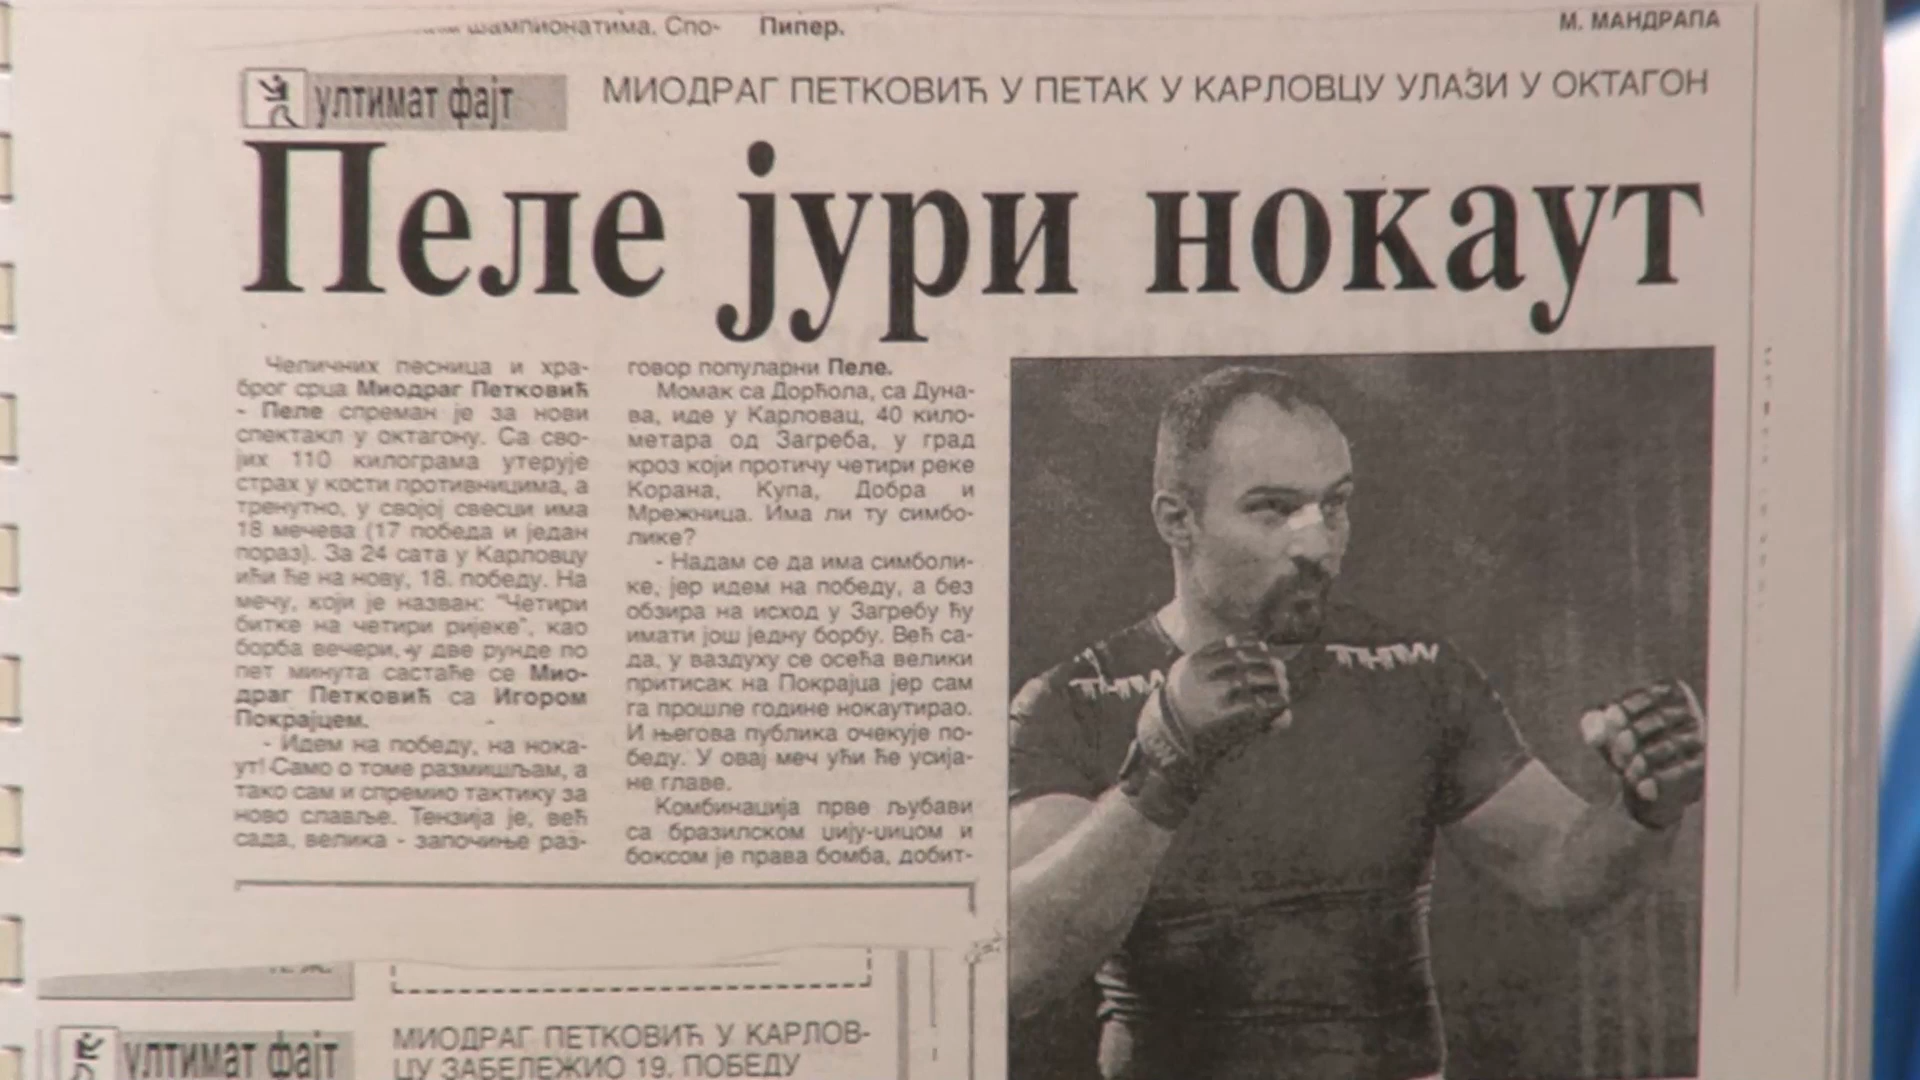 шампионатима. Спо-
Пипер.
М. МАНДРАПА
ултимат фајт
МИОДРАГ ПЕТКОВИЋ У ПЕТАК У КАРЛОВЦУ УЛАЗИ У ОКТАГОН
Пеле јури нокаут
Челичних песница и хра-
брог срца Миодраг Петковић
- Пеле спреман је за нови
спектакл у октагону. Са сво-
јих 110 килограма утерује
страх у кости противницима, а
тренутно, у својој свесци има
18 мечева (17 победа и један
пораз). За 24 сата у Карловцу
ићи ће на нову, 18. победу. На
мечу, који је назван: "Четири
битке на четири ријеке", као
борба вечери, у две рунде по
пет минута састаће се Мио-
драг Петковић са Игором
Покрајцем.
- Идем на победу, на нока-
ут! Само о томе размишљам, а
тако сам и спремио тактику за
ново славље. Тензија је, већ
сада, велика - започиње раз-
говор популарни Пеле.
Момак са Дорћола, са Дуна-
ва, иде у Карловац, 40 кило-
метара од Загреба, у град
кроз који протичу четири реке
Корана, Купа, Добра и
Мрежница. Има ли ту симбо-
лике?
- Надам се да има симболи-
ке, јер идем на победу, а без
обзира на исход у Загребу ћу
имати још једну борбу. Већ са-
да, у ваздуху се осећа велики
притисак на Покрајца јер сам
га прошле године нокаутирао.
И његова публика очекује по-
беду. У овај меч ући ће усија-
не главе.
Комбинација прве љубави
са бразилском џију-џицом и
боксом је права бомба, добит-
ултимат фајт
МИОДРАГ ПЕТКОВИЋ У КАРЛОВ-
ЦУ ЗАБЕЛЕЖИО 19. ПОБЕДУ